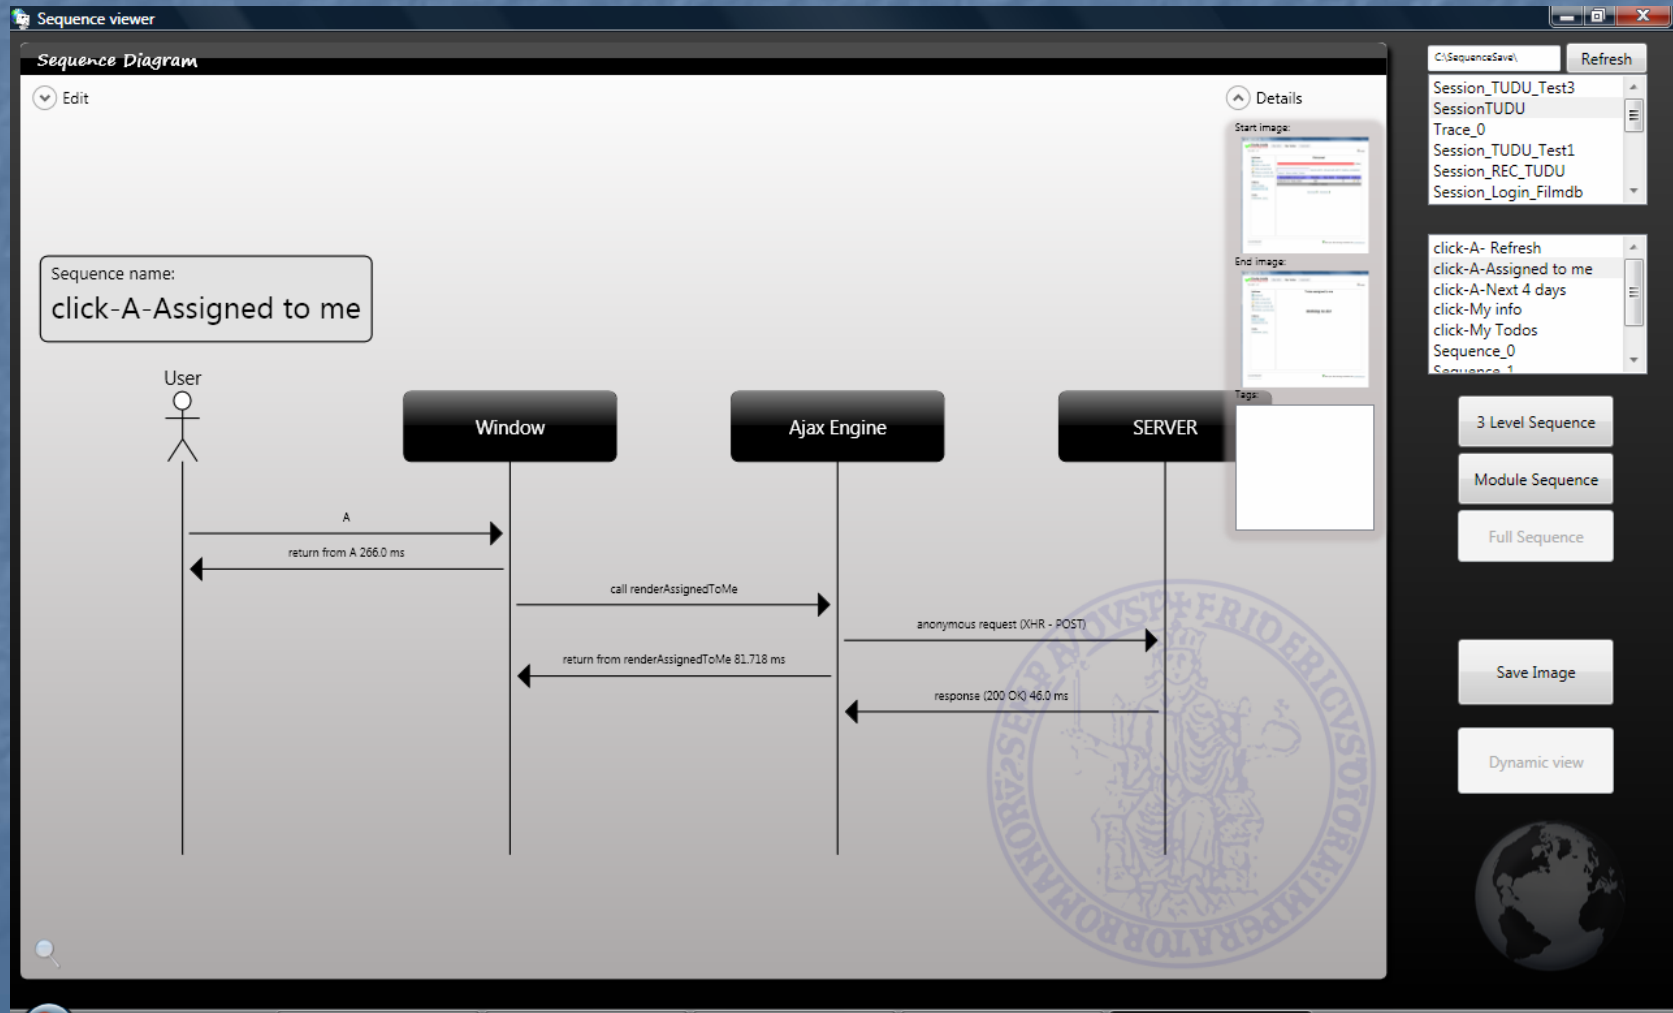 Sequence viewer
Sequence Diagram
Edit
Details
Start image:
End image:
Tags:
Sequence name:
click-A-Assigned to me
User
Window
Ajax Engine
SERVER
A
return from A 266.0 ms
call renderAssignedToMe
anonymous request (XHR - POST)
return from renderAssignedToMe 81.718 ms
response (200 OK) 46.0 ms
C:\SequenceSave\
Refresh
Session_TUDU_Test3
SessionTUDU
Trace_0
Session_TUDU_Test1
Session_REC_TUDU
Session_Login_Filmdb
click-A- Refresh
click-A-Assigned to me
click-A-Next 4 days
click-My info
click-My Todos
Sequence_0
Sequence_1
3 Level Sequence
Module Sequence
Full Sequence
Save Image
Dynamic view